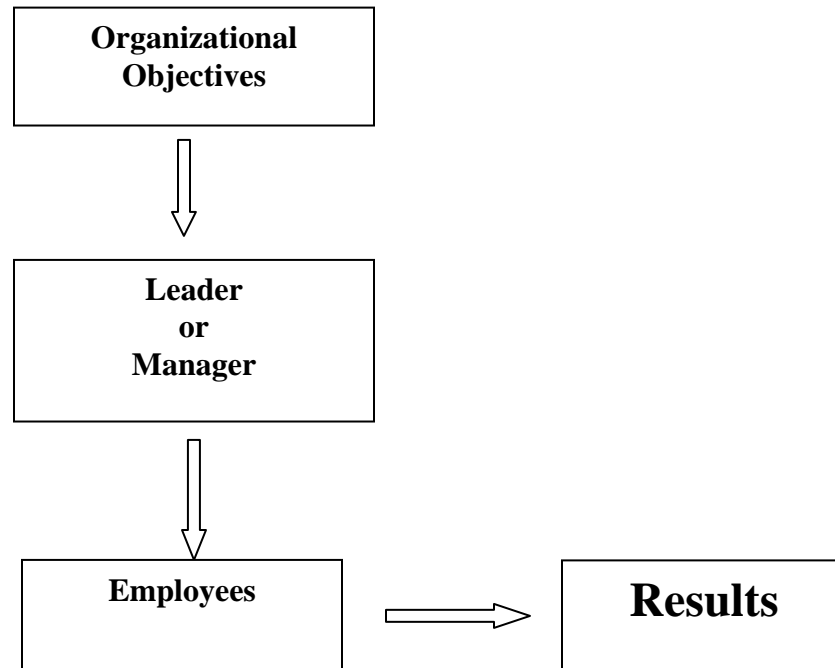 Organizational
Objectives
Leader
or
Manager
Employees
Results